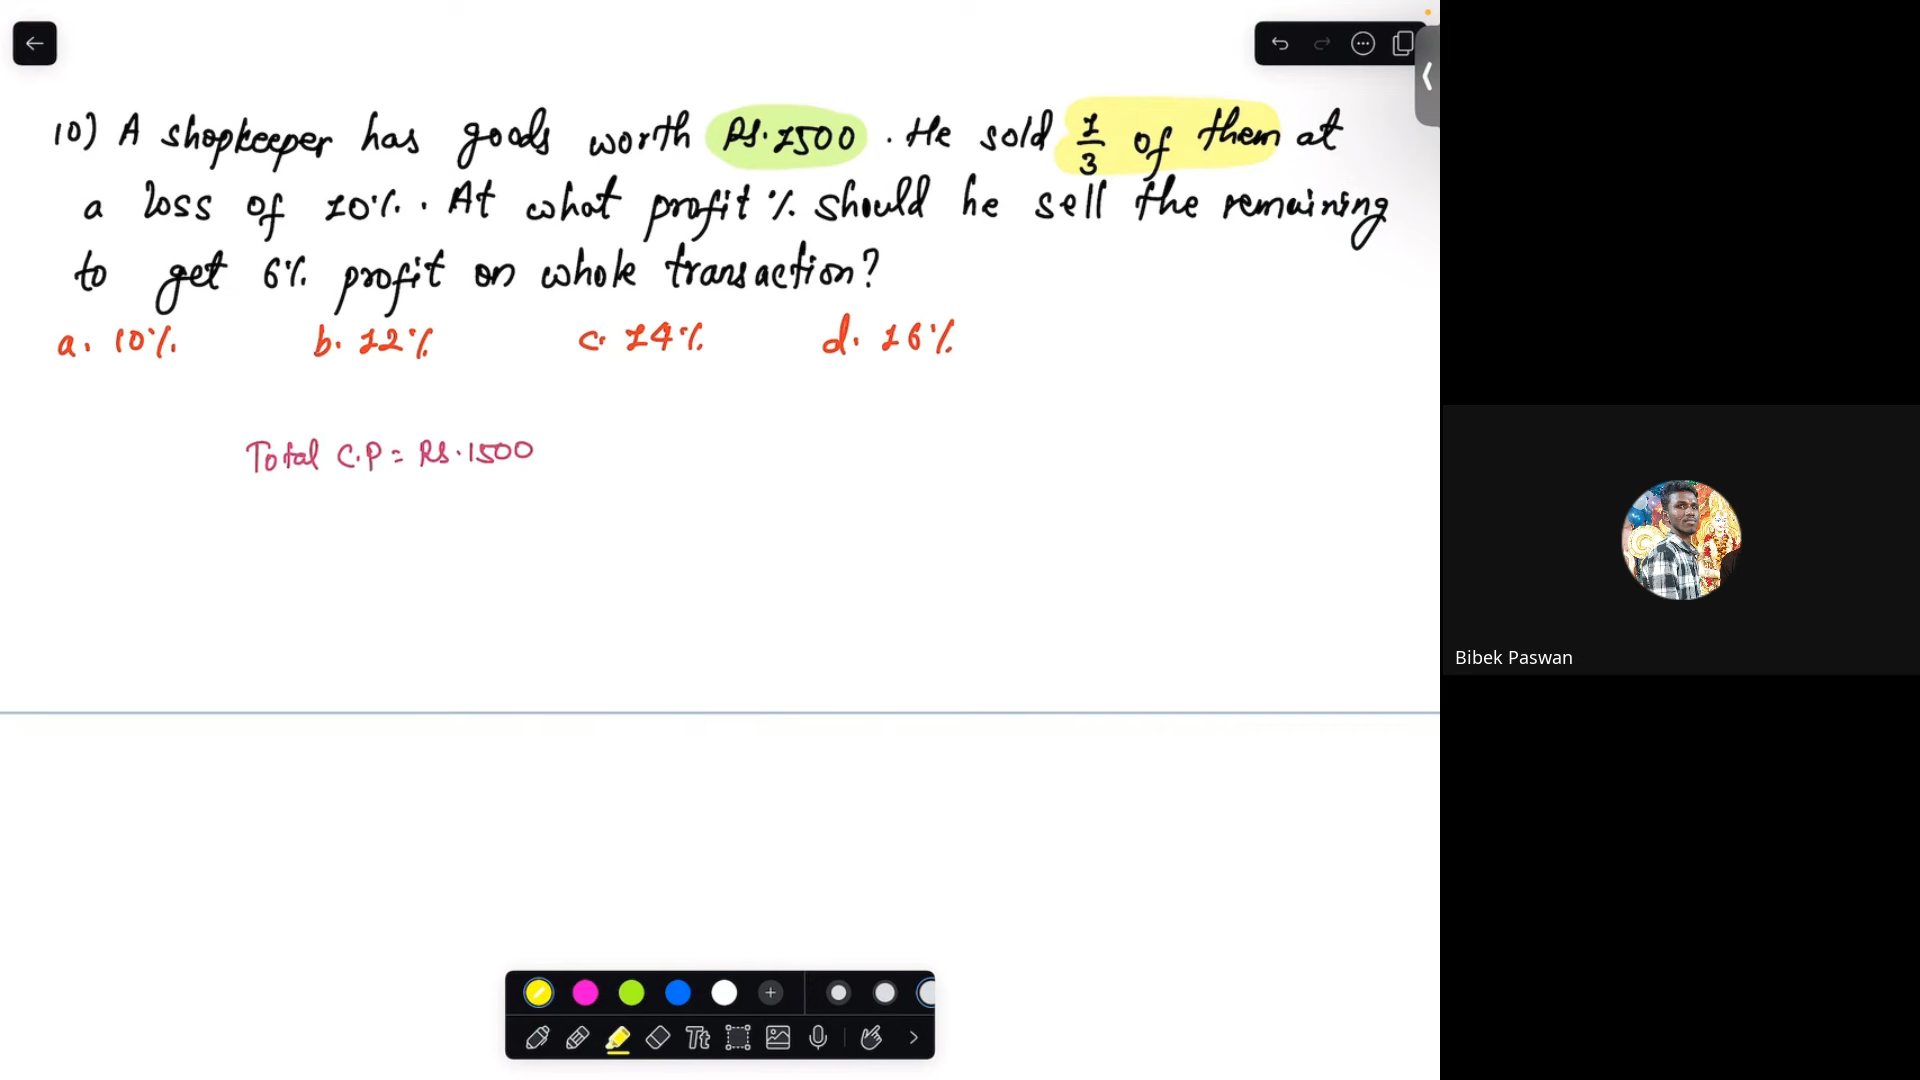 10) A shopkeeper has goods worth Rs.1500. He sold 1/3 of them at
a loss of 10%. At what profit % should he sell the remaining
to get 6% profit on whole transaction?
a. 10% b. 12% c. 14% d. 16%
Total C.P = Rs.1500
Bibek Paswan
Tt